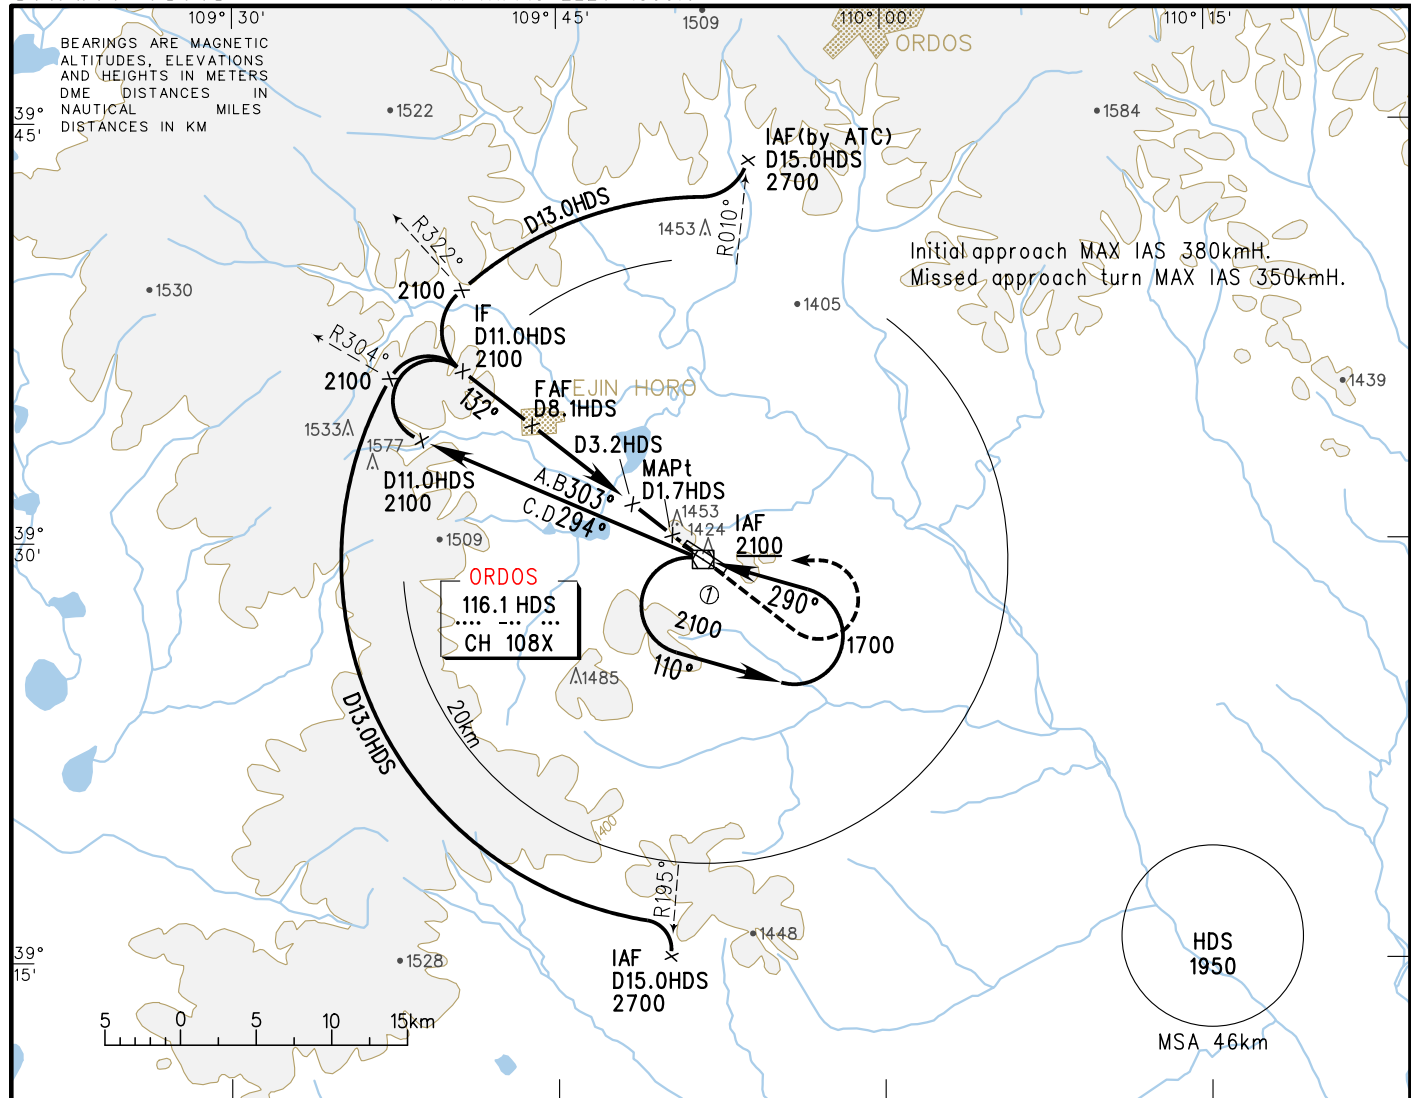 109° 30'
109° 45'
1509
110° 00'
110° 15'
BEARINGS ARE MAGNETIC
ALTITUDES, ELEVATIONS
AND HEIGHTS IN METERS
DME DISTANCES IN
NAUTICAL MILES
DISTANCES IN KM
ORDOS
39°
45'
1522
1584
IAF(by ATC)
D15.0HDS
2700
D13.0HDS
R010°
1453
R322°
Initial approach MAX IAS 380kmH.
Missed approach turn MAX IAS 350kmH.
1530
2100
1405
IF
D11.0HDS
2100
R304°
2100
132°
FAF
D8.1HDS
EJIN HORO
1439
1533
1577
D3.2HDS
MAPt
D1.7HDS
D11.0HDS
2100
A.B303°
C.D294°
1453
1424
IAF
2100
39°
30'
1509
ORDOS
116.1 HDS
CH 108X
1
2100
290°
1700
110°
1485
20km
D13.0HDS
1400
R195°
1448
IAF
D15.0HDS
2700
39°
15'
1528
HDS
1950
MSA 46km
5 0 5 10 15km